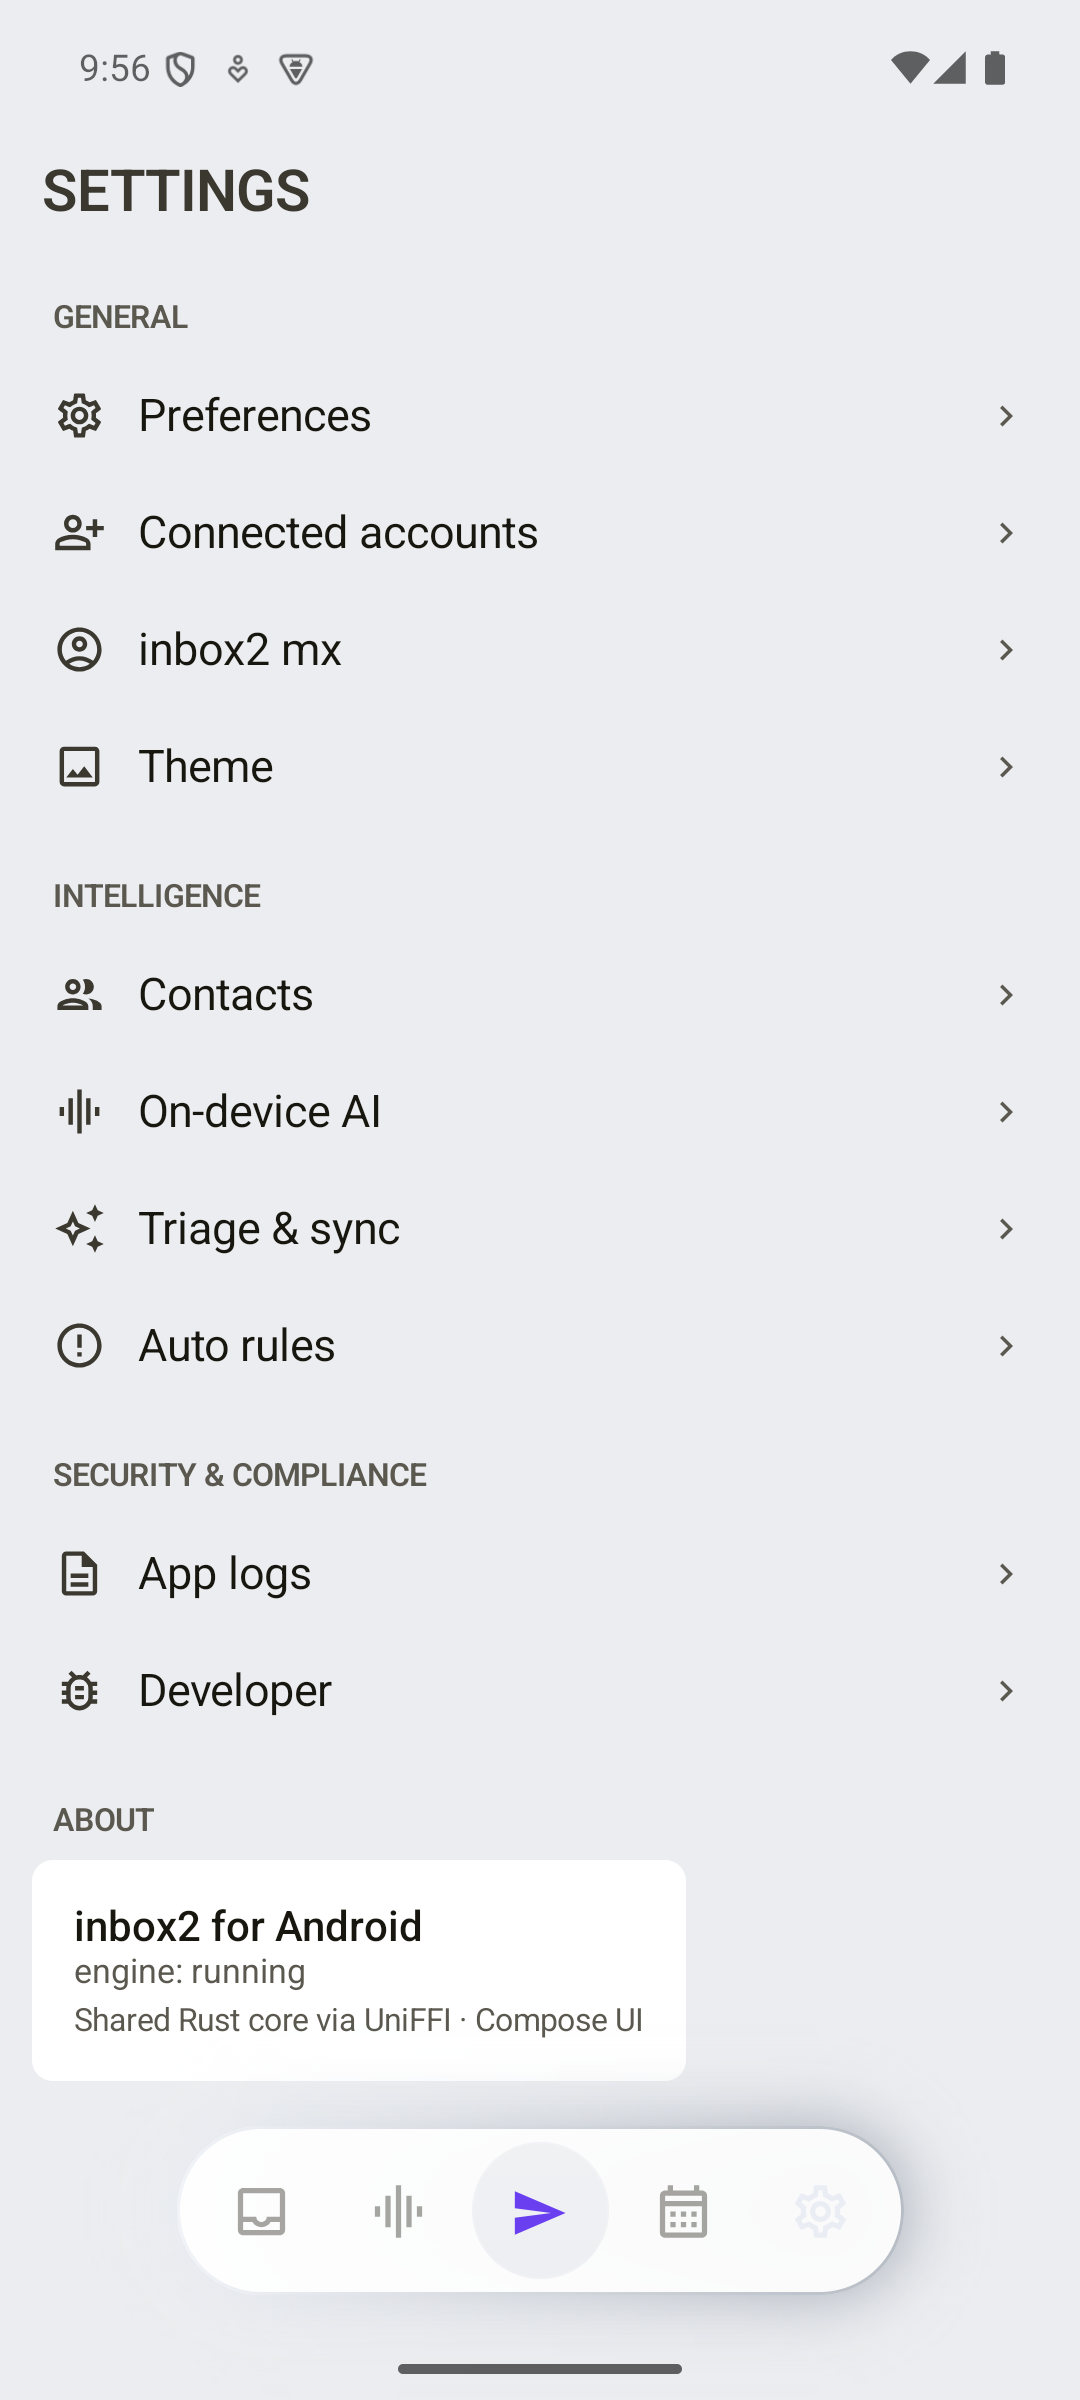 9:56
SETTINGS
GENERAL
Preferences
Connected accounts
inbox2 mx
Theme
INTELLIGENCE
Contacts
On-device AI
Triage & sync
Auto rules
SECURITY & COMPLIANCE
App logs
Developer
ABOUT
inbox2 for Android
engine: running
Shared Rust core via UniFFI · Compose UI